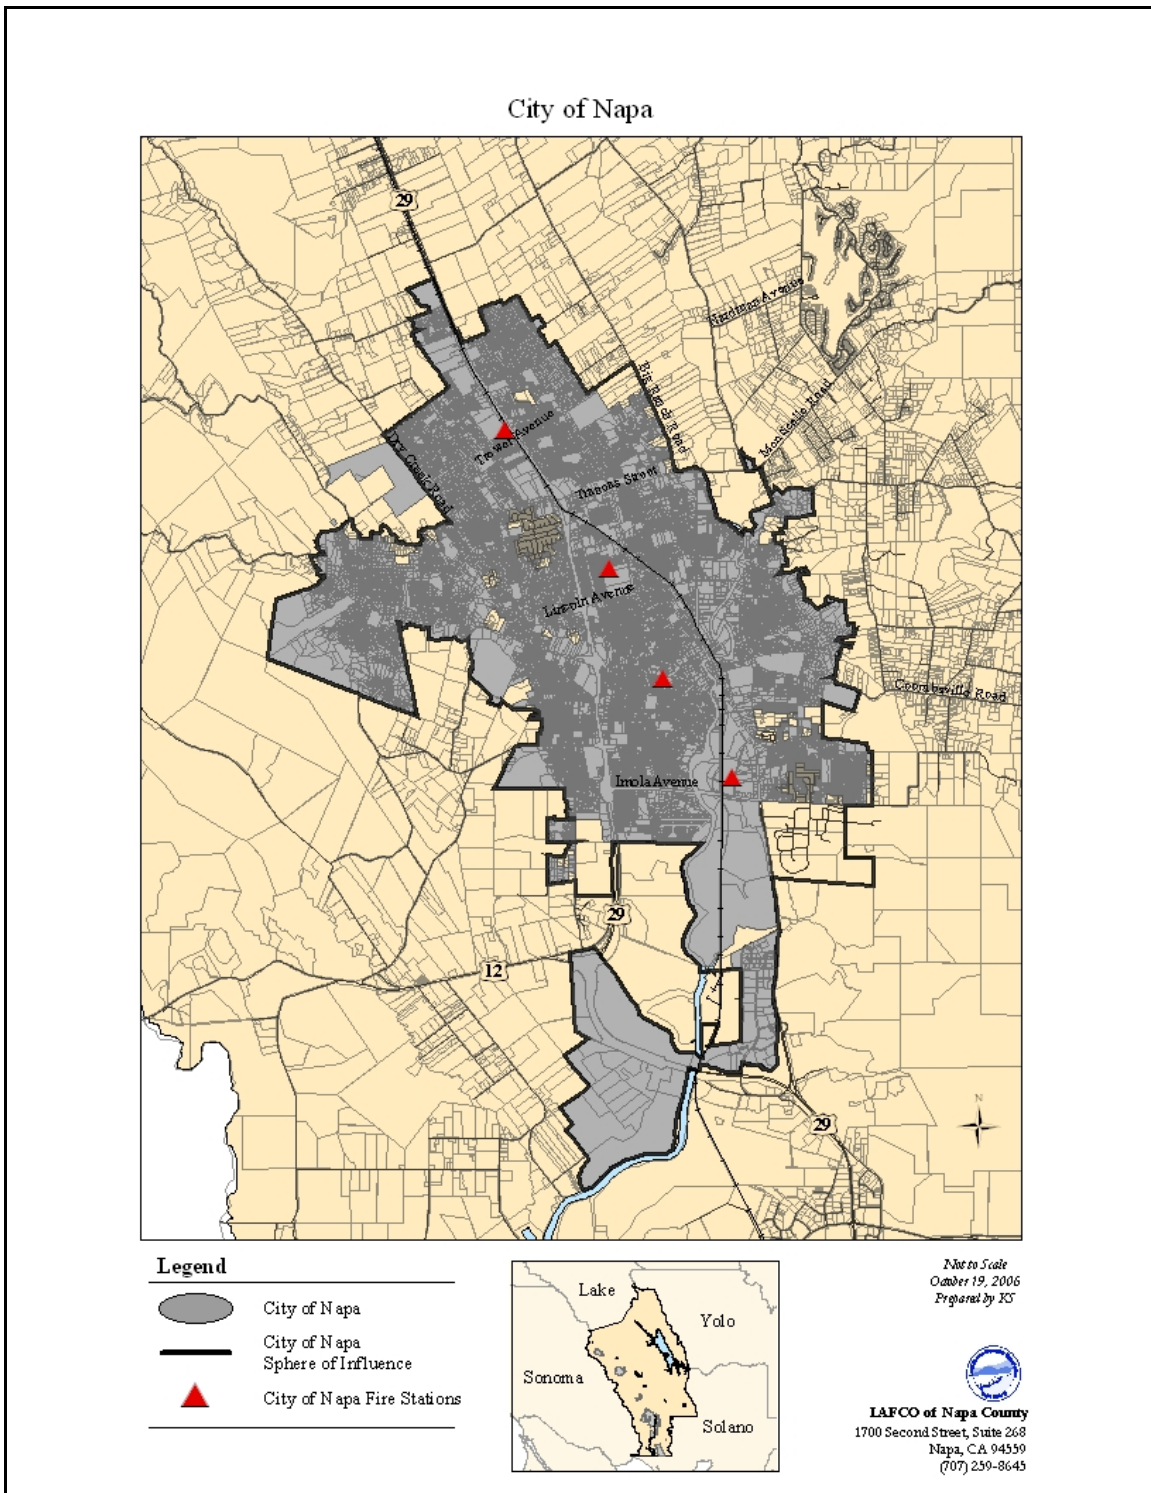 City of Napa
29
Hardman Avenue
Big Ranch Road
Monticello Road
Trower Avenue
Dry Creek Road
Trancas Street
Lincoln Avenue
Coombsville Road
Imola Avenue
29
12
29
N
Legend
City of Napa
City of Napa
Sphere of Influence
City of Napa Fire Stations
Lake
Yolo
Sonoma
Solano
Not to Scale
October 19, 2006
Prepared by KS
LAFCO of Napa County
1700 Second Street, Suite 268
Napa, CA 94559
(707) 259-8645